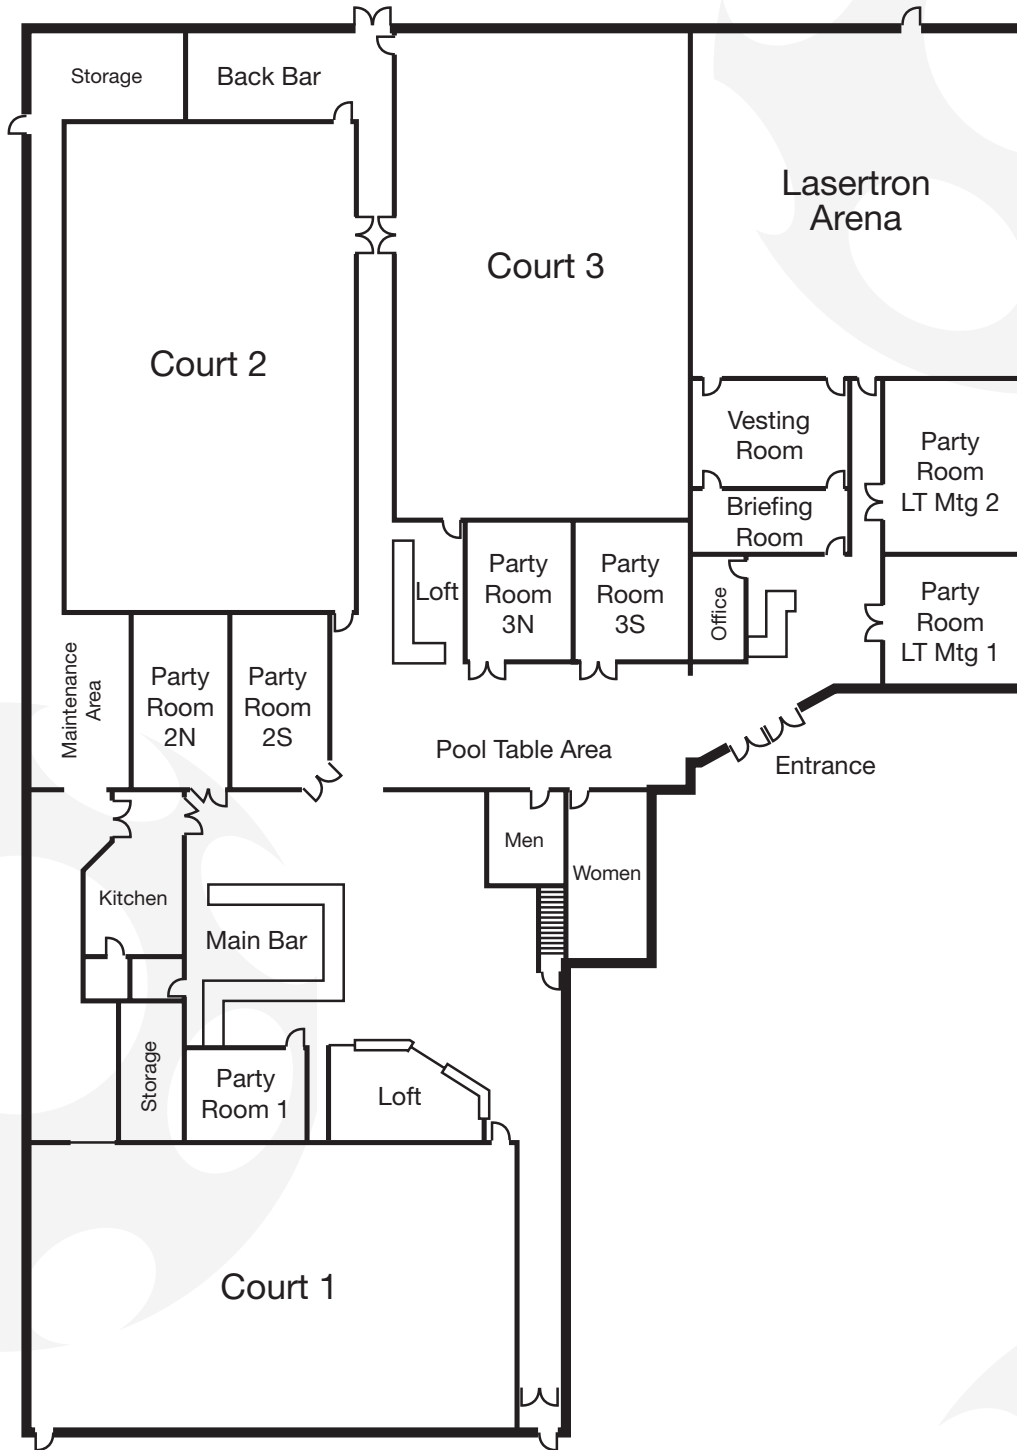 Storage
Back Bar
Lasertron
Arena
Court 3
Court 2
Vesting
Room
Party
Room
LT Mtg 2
Briefing
Room
Party
Room
3N
Party
Room
3S
Loft
Office
Party
Room
LT Mtg 1
Maintenance
Area
Party
Room
2N
Party
Room
2S
Pool Table Area
Entrance
Men
Women
Kitchen
Main Bar
Storage
Party
Room 1
Loft
Court 1